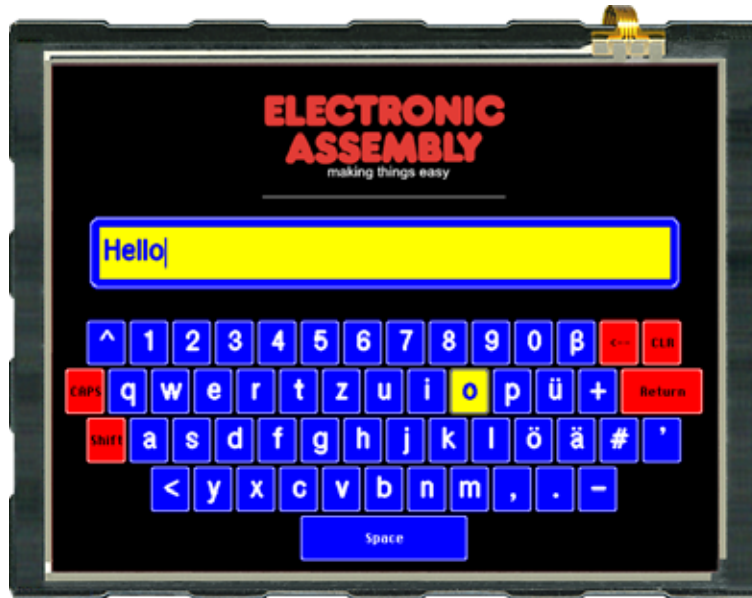 ELECTRONIC
ASSEMBLY
making things easy
Hello
^ 1 2 3 4 5 6 7 8 9 0 β <-- CLR
CAPS q w e r t z u i o p ü + Return
Shift a s d f g h j k l ö ä # '
< y x c v b n m , . -
Space